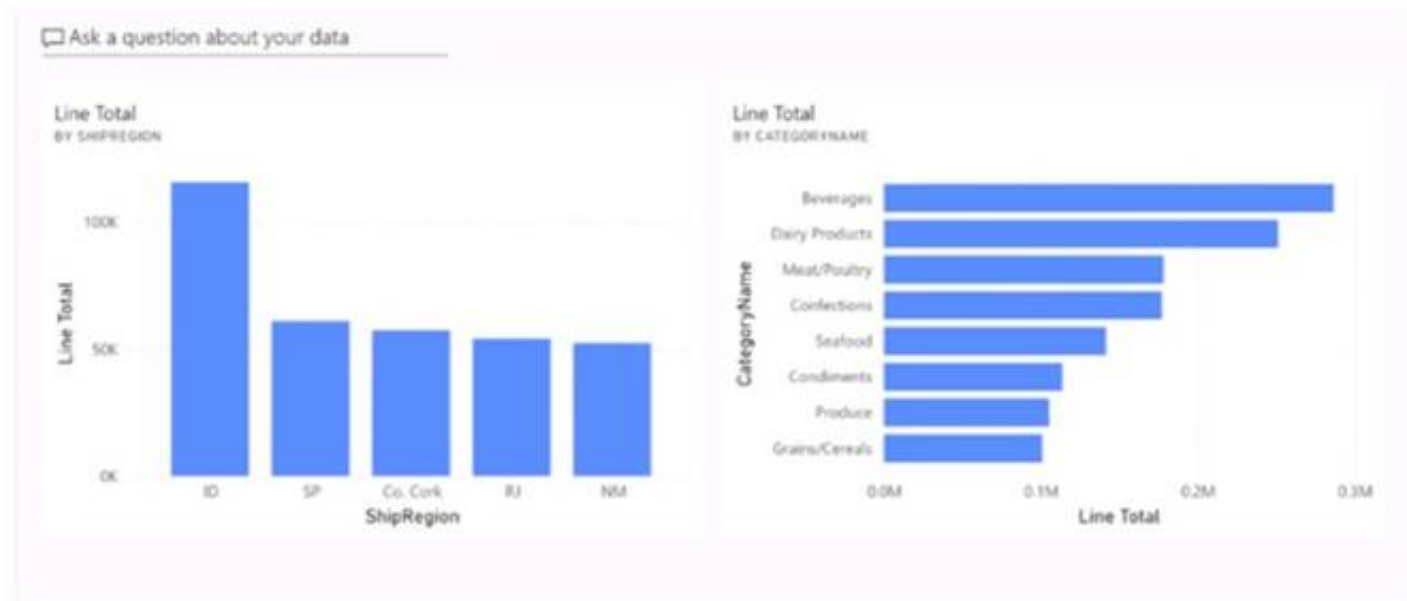 Ask a question about your data
Line Total
BY SHIPREGION
100K
50K
0K
Line Total
ID
SP
Co. Cork
RJ
NM
ShipRegion
Line Total
BY CATEGORYNAME
CategoryName
Beverages
Dairy Products
Meat/Poultry
Confections
Seafood
Condiments
Produce
Grains/Cereals
0.0M
0.1M
0.2M
0.3M
Line Total